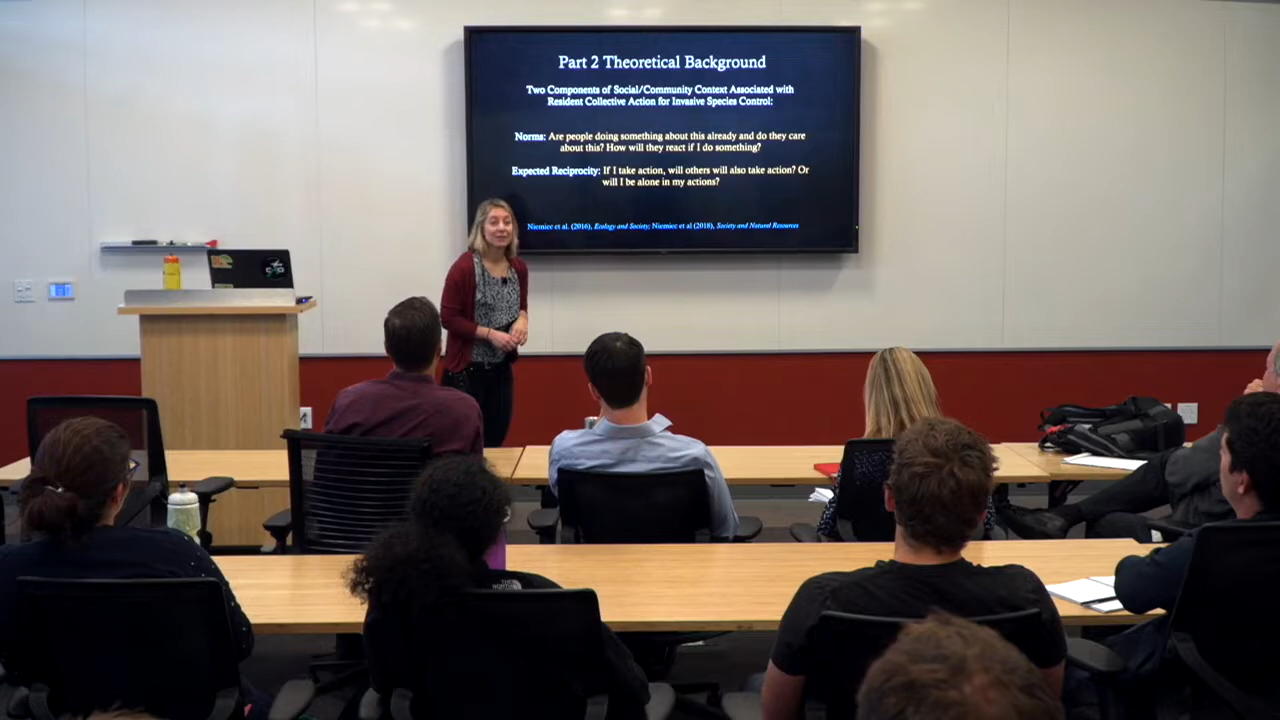 Part 2 Theoretical Background
Two Components of Social/Community Context Associated with
Resident Collective Action for Invasive Species Control:
Norms: Are people doing something about this already and do they care
about this? How will they react if I do something?
Expected Reciprocity: If I take action, will others will also take action? Or
will I be alone in my actions?
Niemiec et al. (2016), Ecology and Society; Niemiec et al (2018), Society and Natural Resources
THE
NORTH